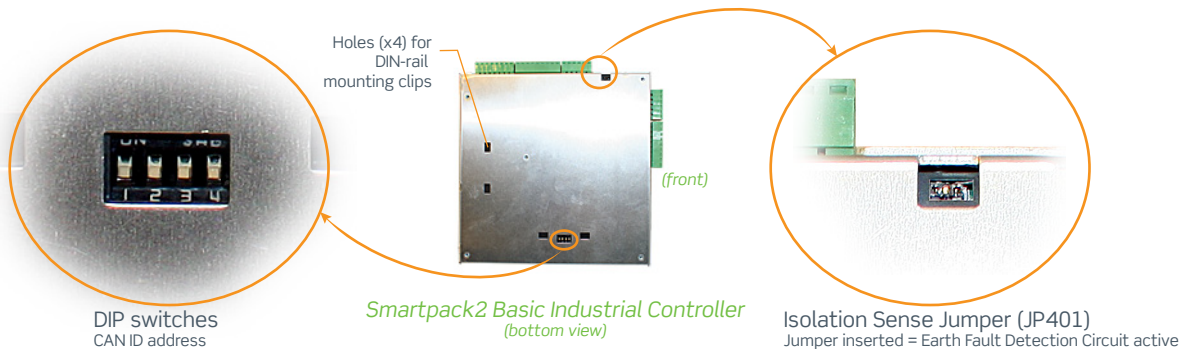 Holes (x4) for
DIN-rail
mounting clips
ON
1 2 3 4
(front)
Smartpack2 Basic Industrial Controller
(bottom view)
DIP switches
CAN ID address
Isolation Sense Jumper (JP401)
Jumper inserted = Earth Fault Detection Circuit active